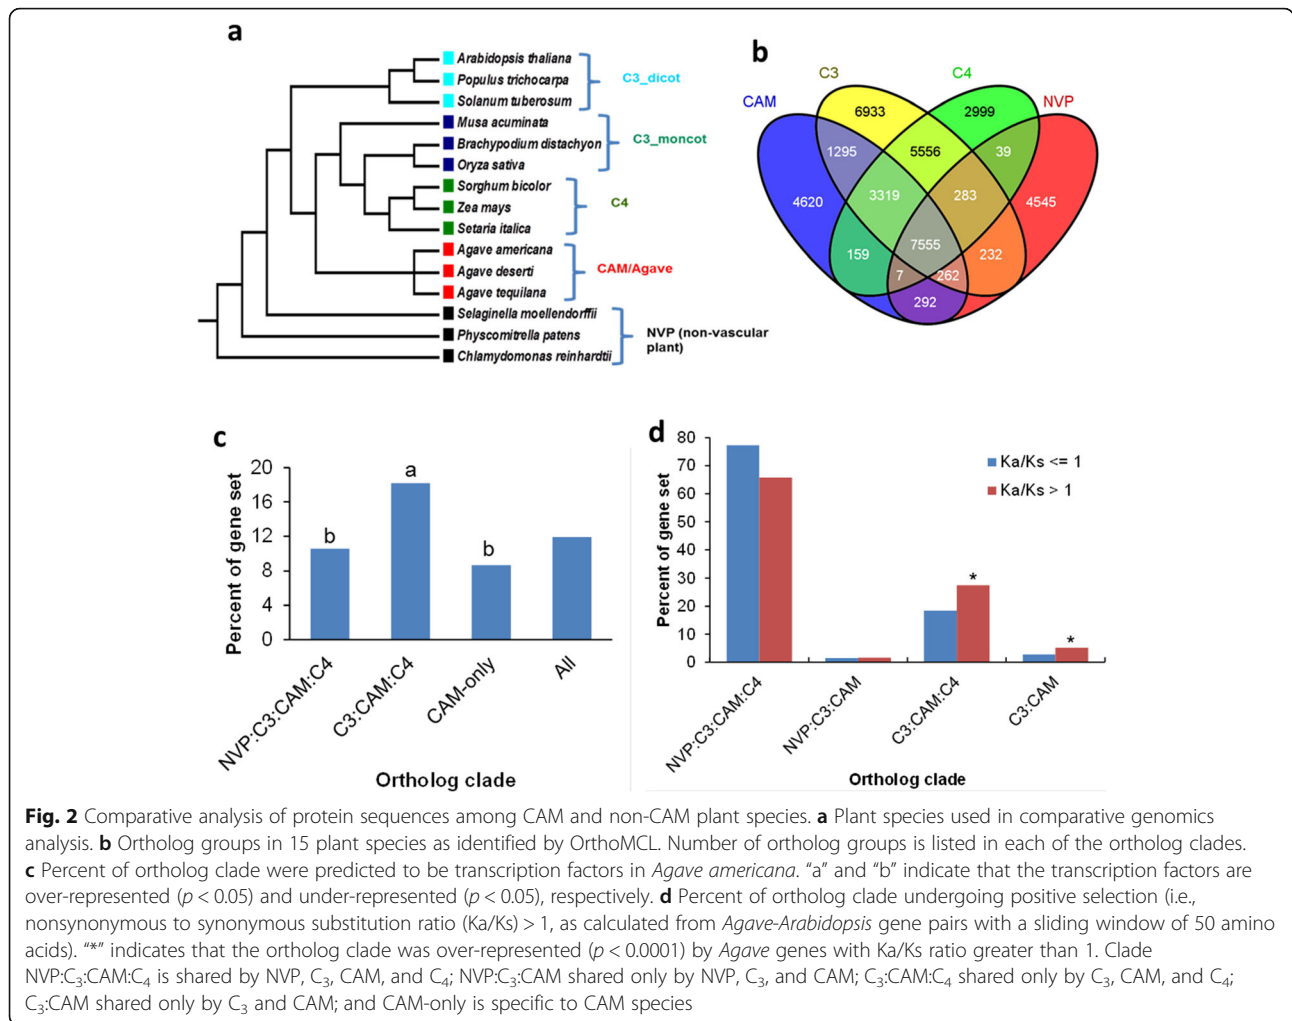 a
Arabidopsis thaliana
Populus trichocarpa
Solanum tuberosum
C3_dicot
Musa acuminata
Brachypodium distachyon
Oryza sativa
C3_moncot
Sorghum bicolor
Zea mays
Setaria italica
C4
Agave americana
Agave deserti
Agave tequilana
CAM/Agave
Selaginella moellendorffii
Physcomitrella patens
Chlamydomonas reinhardtii
NVP (non-vascular
plant)
b
C3
C4
CAM
NVP
6933
2999
1295
5556
39
4620
3319
283
4545
7555
159
232
7
262
292
c
Percent of gene set
20
16
12
8
4
0
b
a
b
NVP:C3:CAM:C4
C3:CAM:C4
CAM-only
All
Ortholog clade
d
Percent of gene set
80
70
60
50
40
30
20
10
0
Ka/Ks <= 1
Ka/Ks > 1
*
*
NVP:C3:CAM:C4
NVP:C3:CAM
C3:CAM:C4
C3:CAM
Ortholog clade
Fig. 2 Comparative analysis of protein sequences among CAM and non-CAM plant species. a Plant species used in comparative genomics
analysis. b Ortholog groups in 15 plant species as identified by OrthoMCL. Number of ortholog groups is listed in each of the ortholog clades.
c Percent of ortholog clade were predicted to be transcription factors in Agave americana. “a” and “b” indicate that the transcription factors are
over-represented (p < 0.05) and under-represented (p < 0.05), respectively. d Percent of ortholog clade undergoing positive selection (i.e.,
nonsynonymous to synonymous substitution ratio (Ka/Ks) > 1, as calculated from Agave-Arabidopsis gene pairs with a sliding window of 50 amino
acids). “*” indicates that the ortholog clade was over-represented (p < 0.0001) by Agave genes with Ka/Ks ratio greater than 1. Clade
NVP:C₃:CAM:C₄ is shared by NVP, C₃, CAM, and C₄; NVP:C₃:CAM shared only by NVP, C₃, and CAM; C₃:CAM:C₄ shared only by C₃, CAM, and C₄;
C₃:CAM shared only by C₃ and CAM; and CAM-only is specific to CAM species